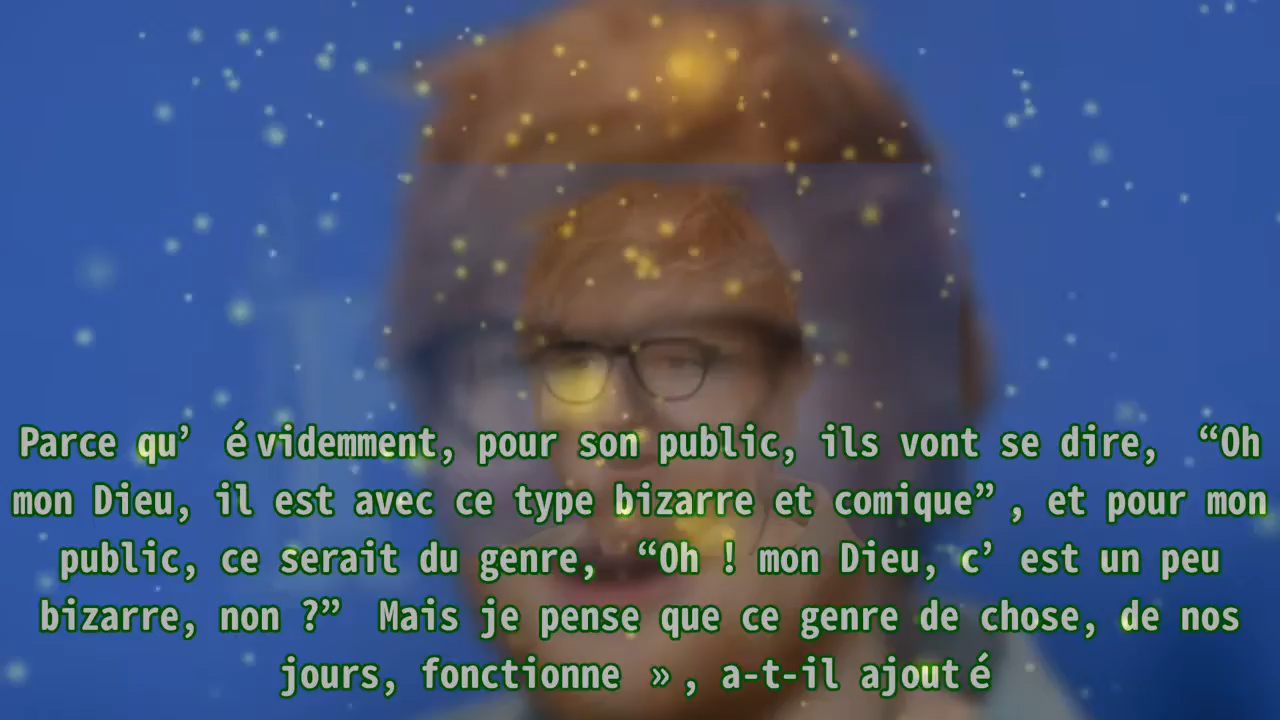 Parce qu’ évidemment, pour son public, ils vont se dire, “Oh
mon Dieu, il est avec ce type bizarre et comique”, et pour mon
public, ce serait du genre, “Oh ! mon Dieu, c’ est un peu
bizarre, non ?” Mais je pense que ce genre de chose, de nos
jours, fonctionne », a-t-il ajouté